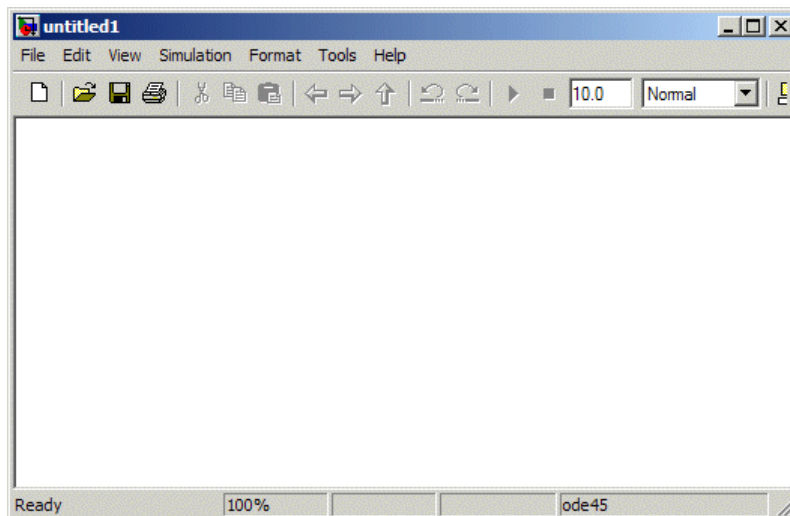 untitled1
File Edit View Simulation Format Tools Help
10.0 Normal
Ready 100% ode45